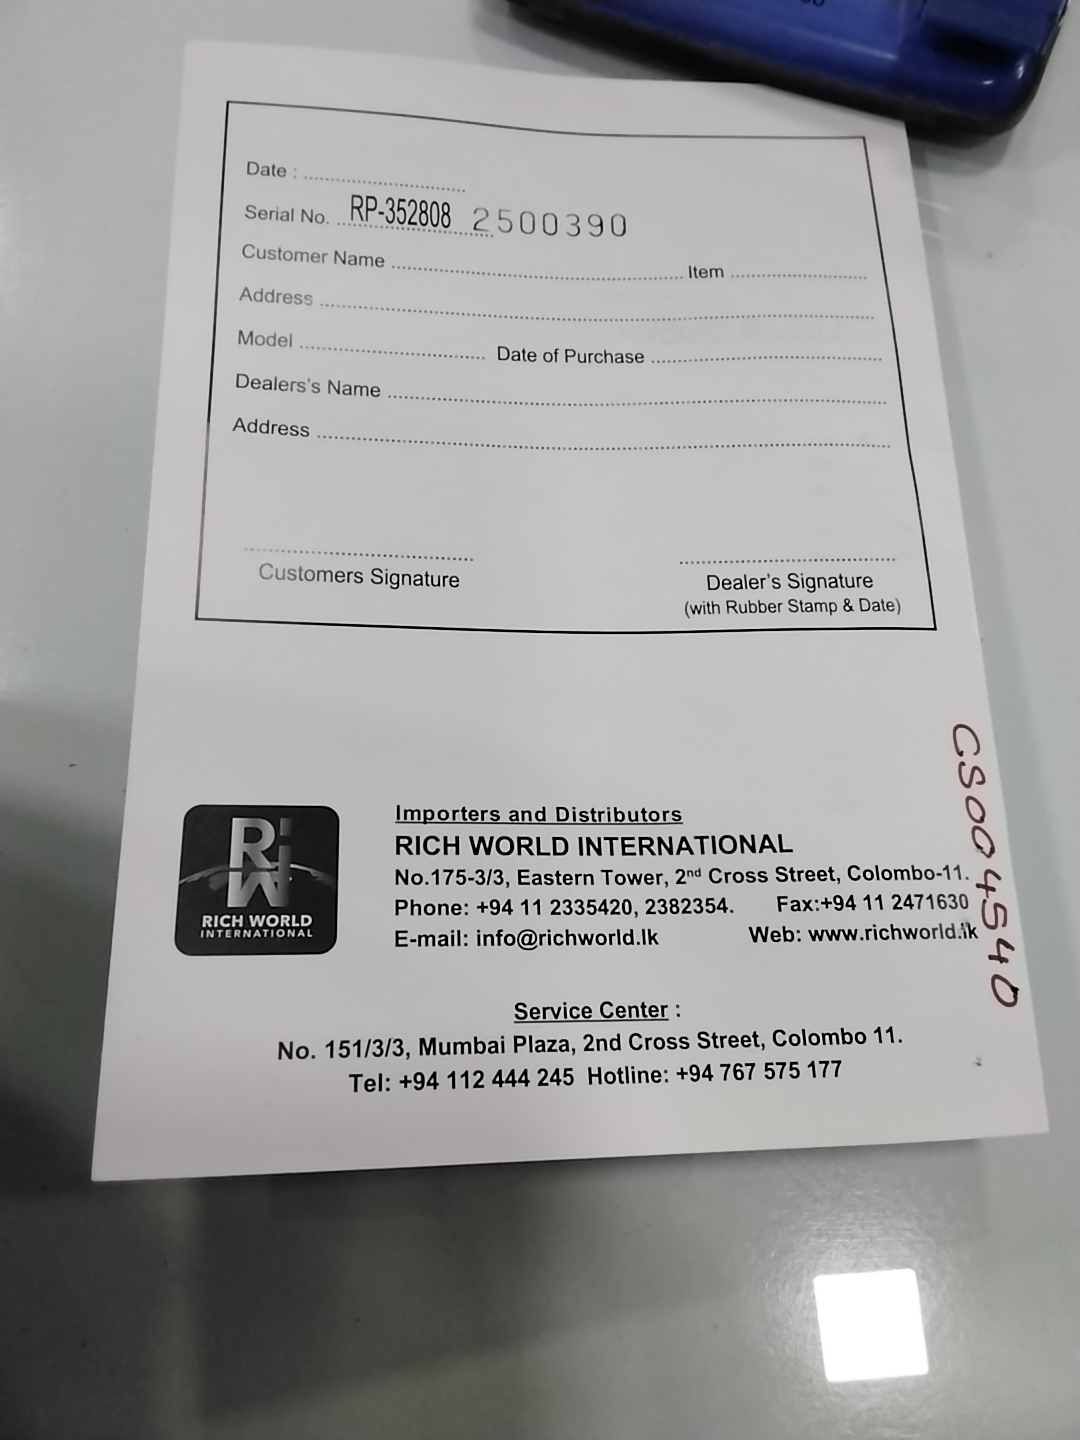 Date : ........................................
Serial No. ... RP-352808 2500390
Customer Name ........................................ Item ........................................
Address ........................................
Model ........................................ Date of Purchase ........................................
Dealers's Name ........................................
Address ........................................
Customers Signature
Dealer's Signature
(with Rubber Stamp & Date)
RW
RICH WORLD
INTERNATIONAL
Importers and Distributors
RICH WORLD INTERNATIONAL
No.175-3/3, Eastern Tower, 2nd Cross Street, Colombo-11.
Phone: +94 11 2335420, 2382354. Fax:+94 11 2471630
E-mail: info@richworld.lk Web: www.richworld.lk
Service Center :
No. 151/3/3, Mumbai Plaza, 2nd Cross Street, Colombo 11.
Tel: +94 112 444 245 Hotline: +94 767 575 177
CS004540